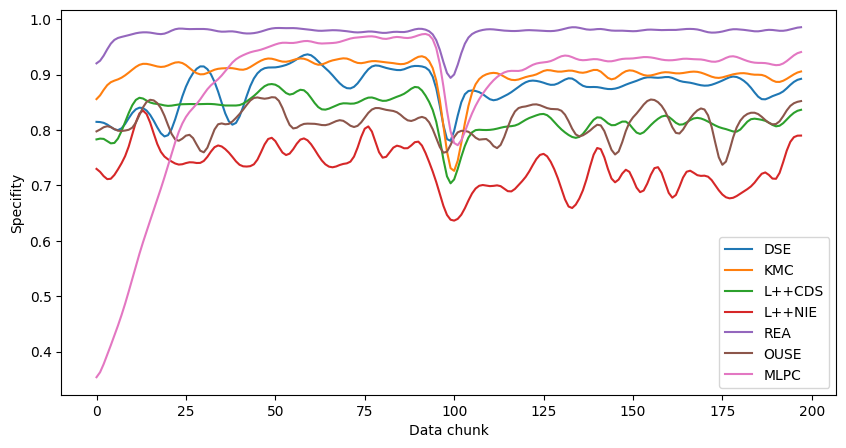 1.0
0.9
0.8
0.7
0.6
0.5
0.4
Specifity
0
25
50
75
100
125
150
175
200
Data chunk
DSE
KMC
L++CDS
L++NIE
REA
OUSE
MLPC